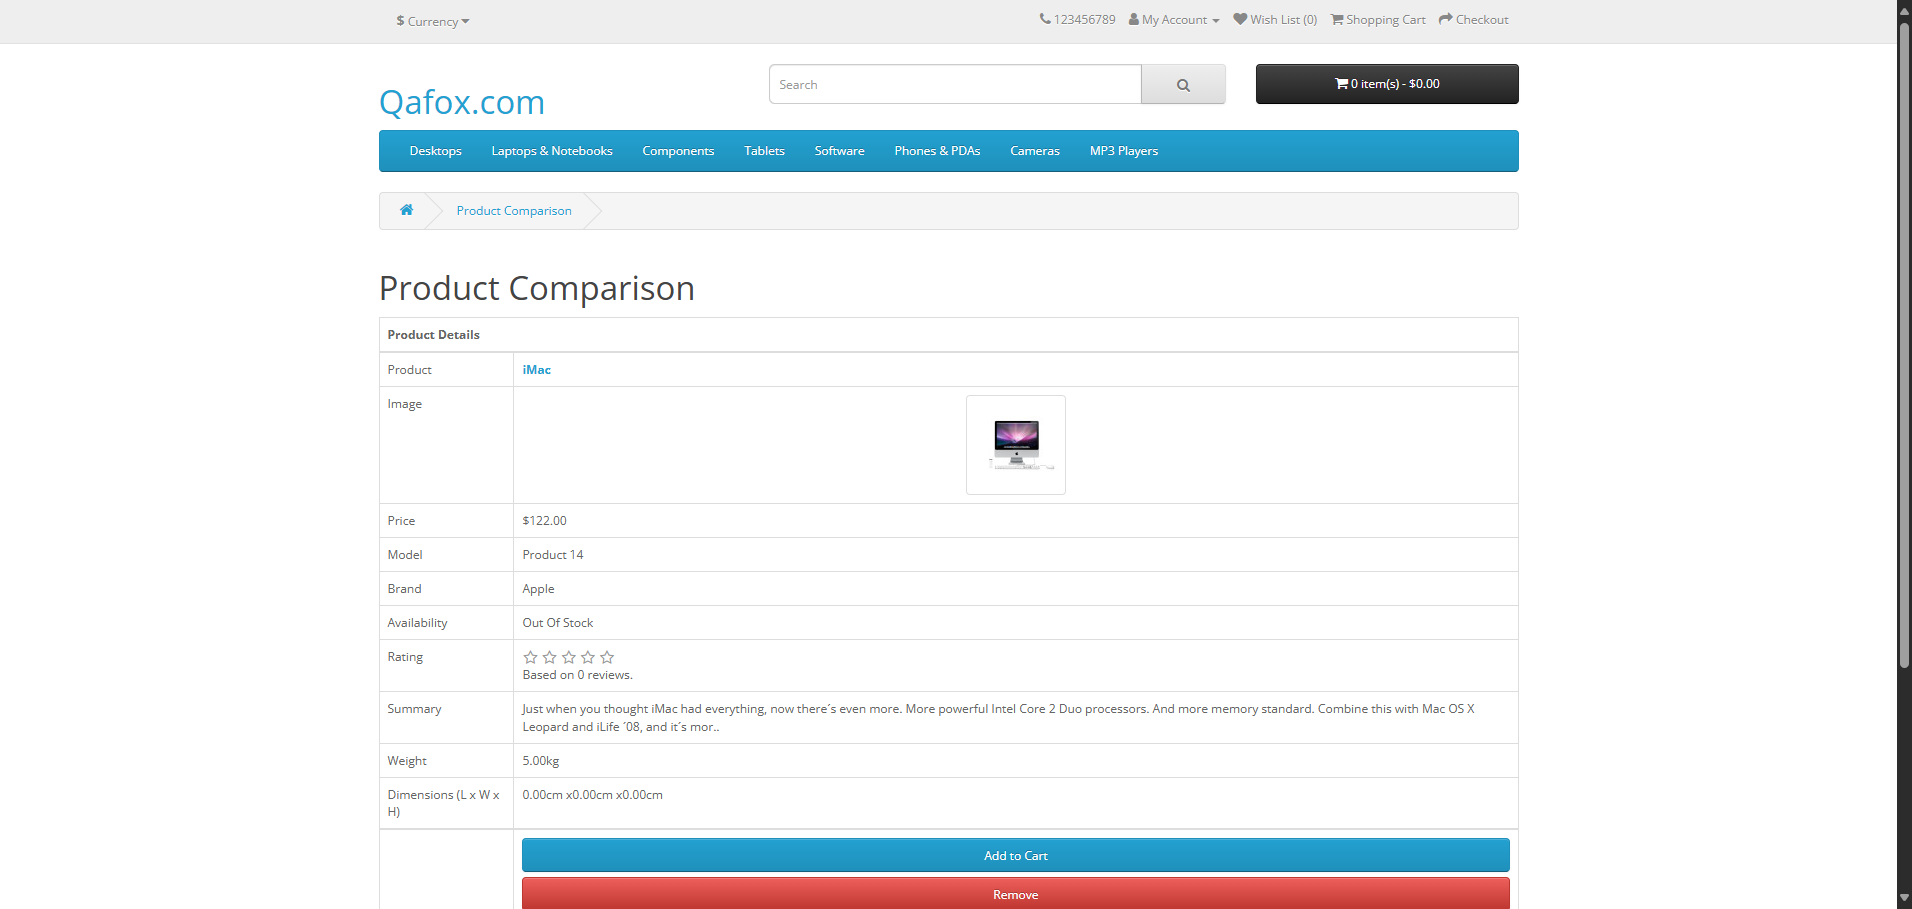 $ Currency
123456789 My Account Wish List (0) Shopping Cart Checkout
Qafox.com
Search
0 item(s) - $0.00
Desktops Laptops & Notebooks Components Tablets Software Phones & PDAs Cameras MP3 Players
Product Comparison
Product Comparison
Product Details
Product iMac
Image
Price $122.00
Model Product 14
Brand Apple
Availability Out Of Stock
Rating
Based on 0 reviews.
Summary Just when you thought iMac had everything, now there´s even more. More powerful Intel Core 2 Duo processors. And more memory standard. Combine this with Mac OS X
Leopard and iLife ´08, and it´s mor..
Weight 5.00kg
Dimensions (L x W x 0.00cm x0.00cm x0.00cm
H)
Add to Cart
Remove